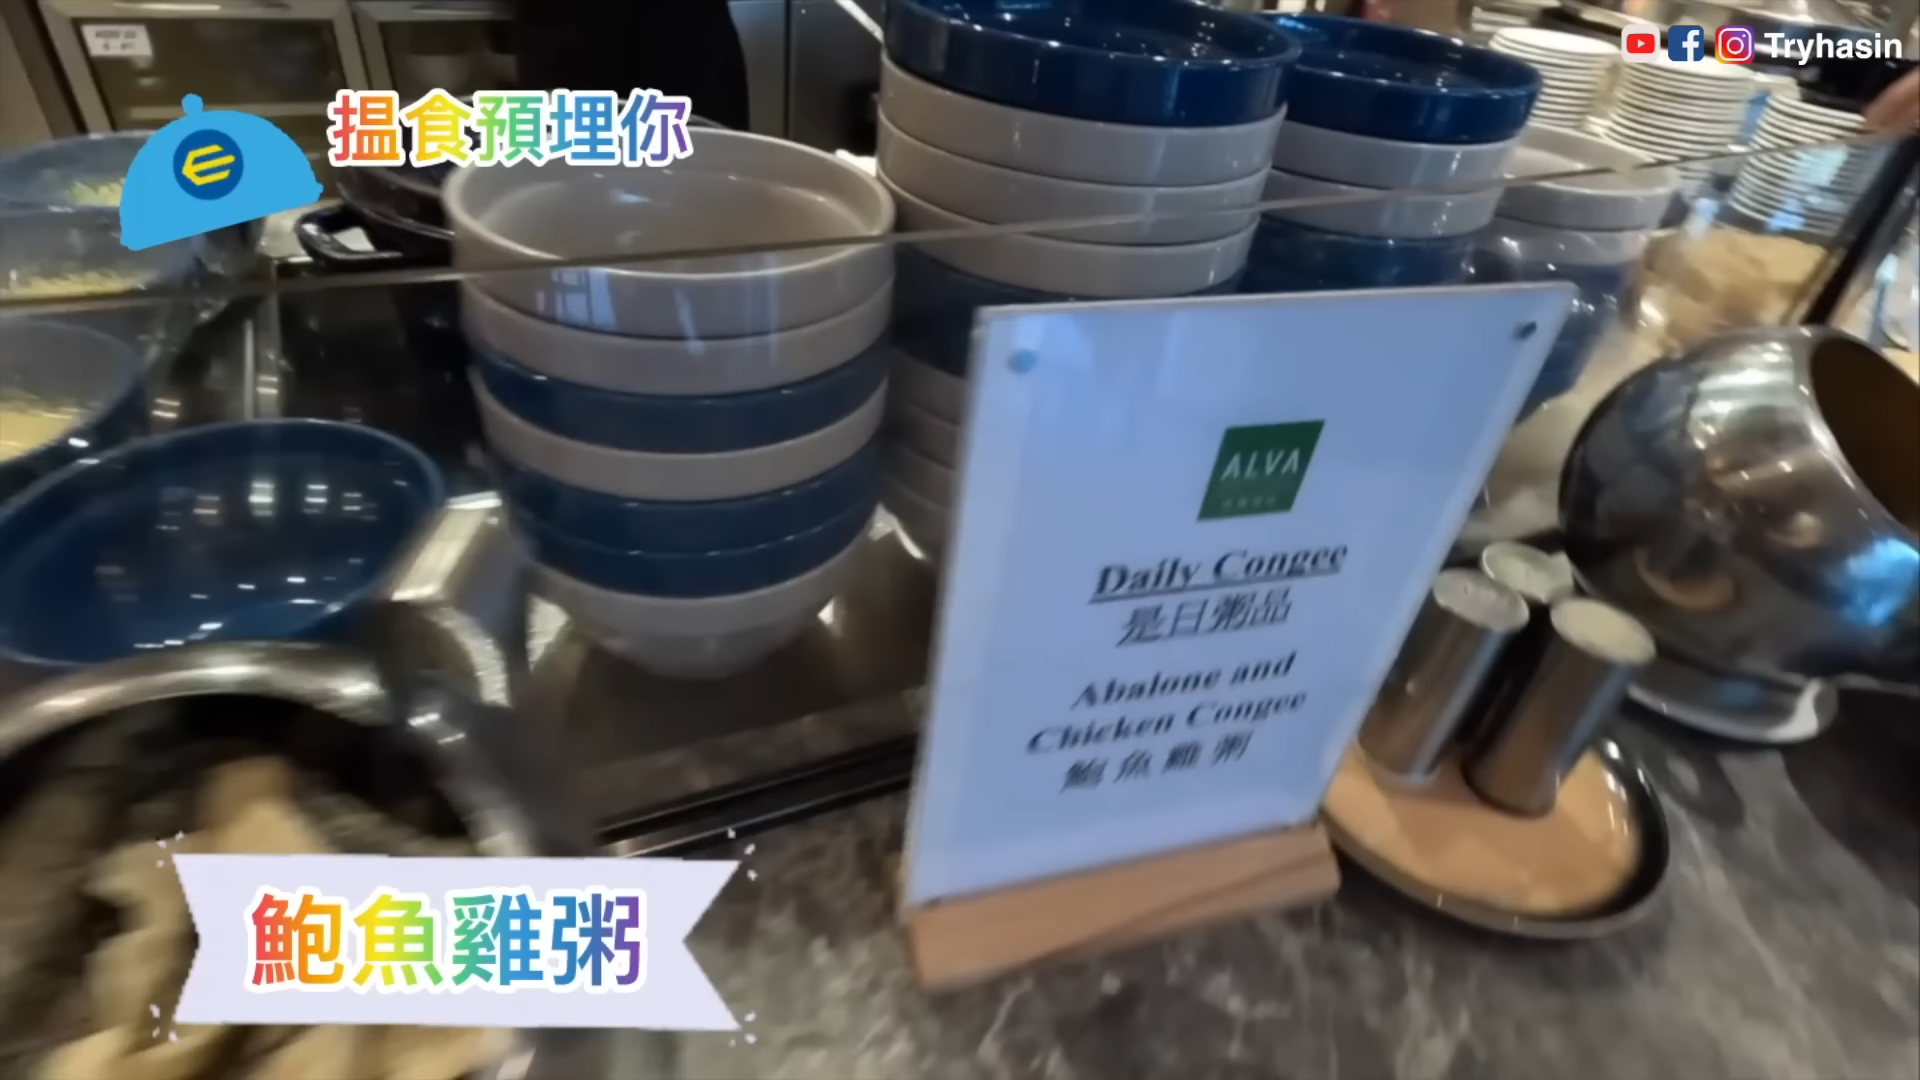 Tryhasin
搵食預埋你
ALVA
Daily Congee
是日粥品
Abalone and
Chicken Congee
鮑魚雞粥
鮑魚雞粥